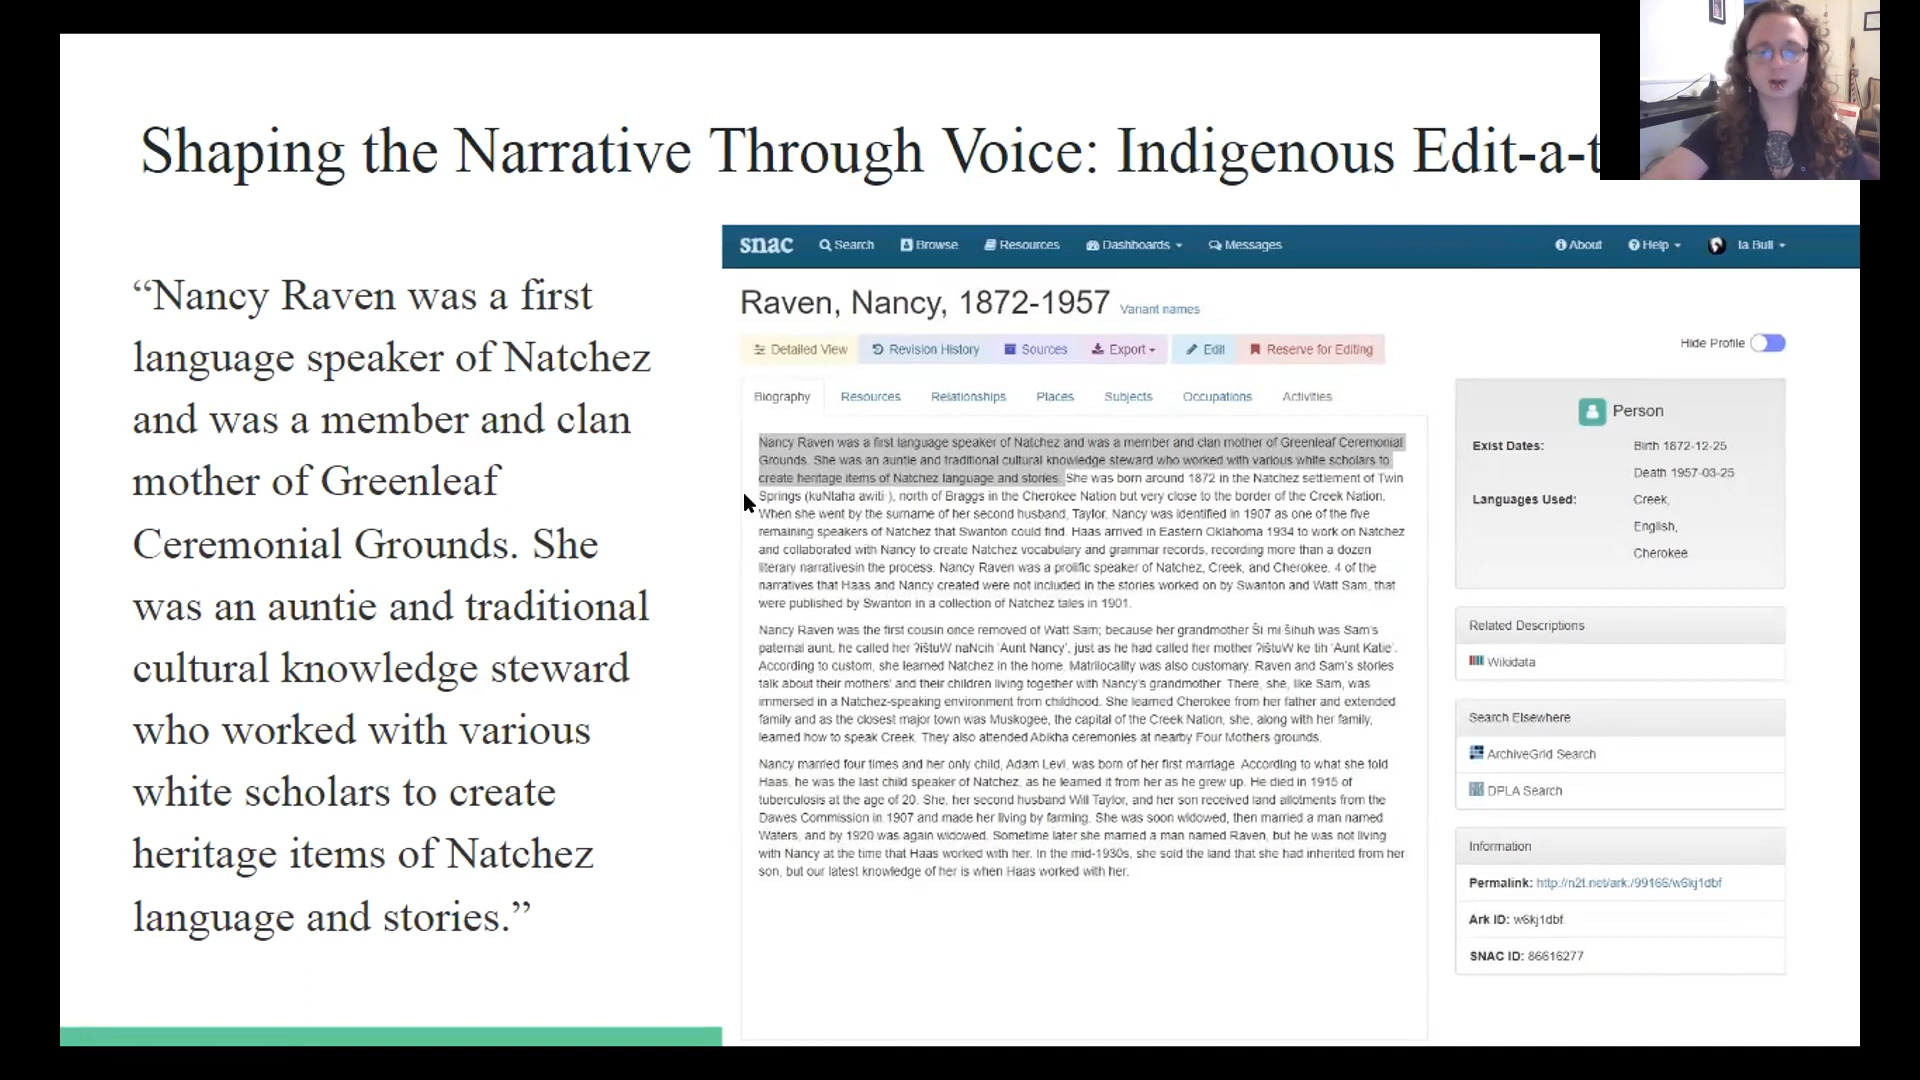 Shaping the Narrative Through Voice: Indigenous Edit-a-t
“Nancy Raven was a first
language speaker of Natchez
and was a member and clan
mother of Greenleaf
Ceremonial Grounds. She
was an auntie and traditional
cultural knowledge steward
who worked with various
white scholars to create
heritage items of Natchez
language and stories.”
snac Search Browse Resources Dashboards Messages About Help Ia Bull
Raven, Nancy, 1872-1957 Variant names
Detailed View Revision History Sources Export Edit Reserve for Editing
Hide Profile
Biography Resources Relationships Places Subjects Occupations Activities
Nancy Raven was a first language speaker of Natchez and was a member and clan mother of Greenleaf Ceremonial
Grounds. She was an auntie and traditional cultural knowledge steward who worked with various white scholars to
create heritage items of Natchez language and stories. She was born around 1872 in the Natchez settlement of Twin
Springs (kuNtaha awiti·), north of Braggs in the Cherokee Nation but very close to the border of the Creek Nation.
When she went by the surname of her second husband, Taylor, Nancy was identified in 1907 as one of the five
remaining speakers of Natchez that Swanton could find. Haas arrived in Eastern Oklahoma 1934 to work on Natchez
and collaborated with Nancy to create Natchez vocabulary and grammar records, recording more than a dozen
literary narrativesin the process. Nancy Raven was a prolific speaker of Natchez, Creek, and Cherokee. 4 of the
narratives that Haas and Nancy created were not included in the stories worked on by Swanton and Watt Sam, that
were published by Swanton in a collection of Natchez tales in 1901.
Nancy Raven was the first cousin once removed of Watt Sam; because her grandmother Ši·mi·šihuh was Sam’s
paternal aunt, he called her ʔištuW naNcih ‘Aunt Nancy’, just as he had called her mother ʔištuW ke·tih ‘Aunt Katie’.
According to custom, she learned Natchez in the home. Matrilocality was also customary. Raven and Sam’s stories
talk about their mothers’ and their children living together with Nancy’s grandmother. There, she, like Sam, was
immersed in a Natchez-speaking environment from childhood. She learned Cherokee from her father and extended
family and as the closest major town was Muskogee, the capital of the Creek Nation, she, along with her family,
learned how to speak Creek. They also attended Abikha ceremonies at nearby Four Mothers grounds.
Nancy married four times and her only child, Adam Levi, was born of her first marriage. According to what she told
Haas, he was the last child speaker of Natchez, as he learned it from her as he grew up. He died in 1915 of
tuberculosis at the age of 20. She, her second husband Will Taylor, and her son received land allotments from the
Dawes Commission in 1907 and made her living by farming. She was soon widowed, then married a man named
Waters, and by 1920 was again widowed. Sometime later she married a man named Raven, but he was not living
with Nancy at the time that Haas worked with her. In the mid-1930s, she sold the land that she had inherited from her
son, but our latest knowledge of her is when Haas worked with her.
Person
Exist Dates: Birth 1872-12-25
Death 1957-03-25
Languages Used: Creek,
English,
Cherokee
Related Descriptions
Wikidata
Search Elsewhere
ArchiveGrid Search
DPLA Search
Information
Permalink: http://n2t.net/ark:/99166/w6kj1dbf
Ark ID: w6kj1dbf
SNAC ID: 86616277